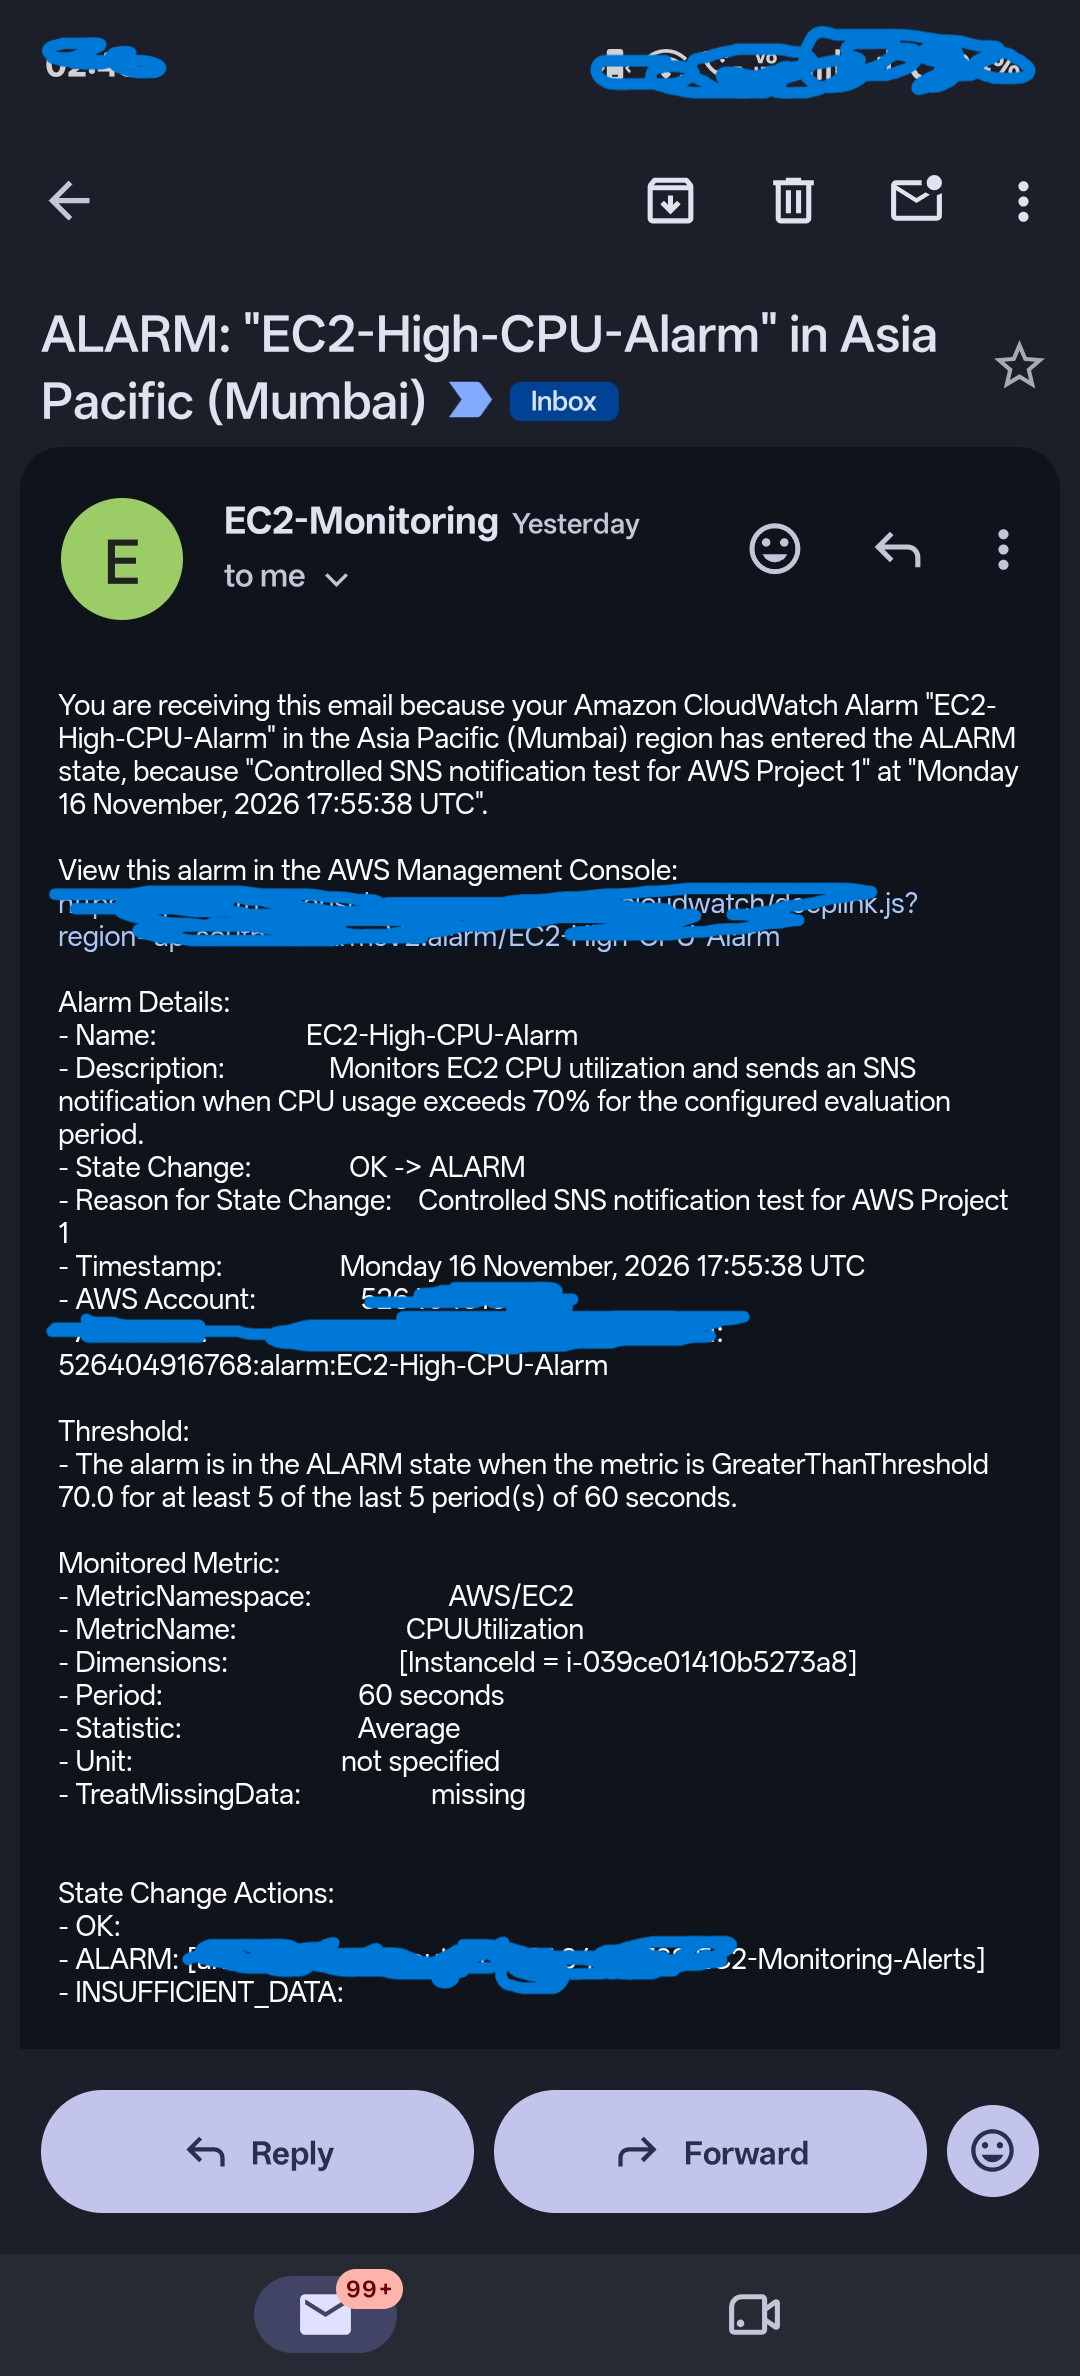 ALARM: "EC2-High-CPU-Alarm" in Asia
Pacific (Mumbai) Inbox
E
EC2-Monitoring Yesterday
to me
You are receiving this email because your Amazon CloudWatch Alarm "EC2-
High-CPU-Alarm" in the Asia Pacific (Mumbai) region has entered the ALARM
state, because "Controlled SNS notification test for AWS Project 1" at "Monday
16 November, 2026 17:55:38 UTC".
View this alarm in the AWS Management Console:
Alarm Details:
- Name: EC2-High-CPU-Alarm
- Description: Monitors EC2 CPU utilization and sends an SNS
notification when CPU usage exceeds 70% for the configured evaluation
period.
- State Change: OK -> ALARM
- Reason for State Change: Controlled SNS notification test for AWS Project
1
- Timestamp: Monday 16 November, 2026 17:55:38 UTC
- AWS Account:
526404916768:alarm:EC2-High-CPU-Alarm
Threshold:
- The alarm is in the ALARM state when the metric is GreaterThanThreshold
70.0 for at least 5 of the last 5 period(s) of 60 seconds.
Monitored Metric:
- MetricNamespace: AWS/EC2
- MetricName: CPUUtilization
- Dimensions: [InstanceId = i-039ce01410b5273a8]
- Period: 60 seconds
- Statistic: Average
- Unit: not specified
- TreatMissingData: missing
State Change Actions:
- OK:
- ALARM: -Monitoring-Alerts]
- INSUFFICIENT_DATA:
Reply Forward
99+